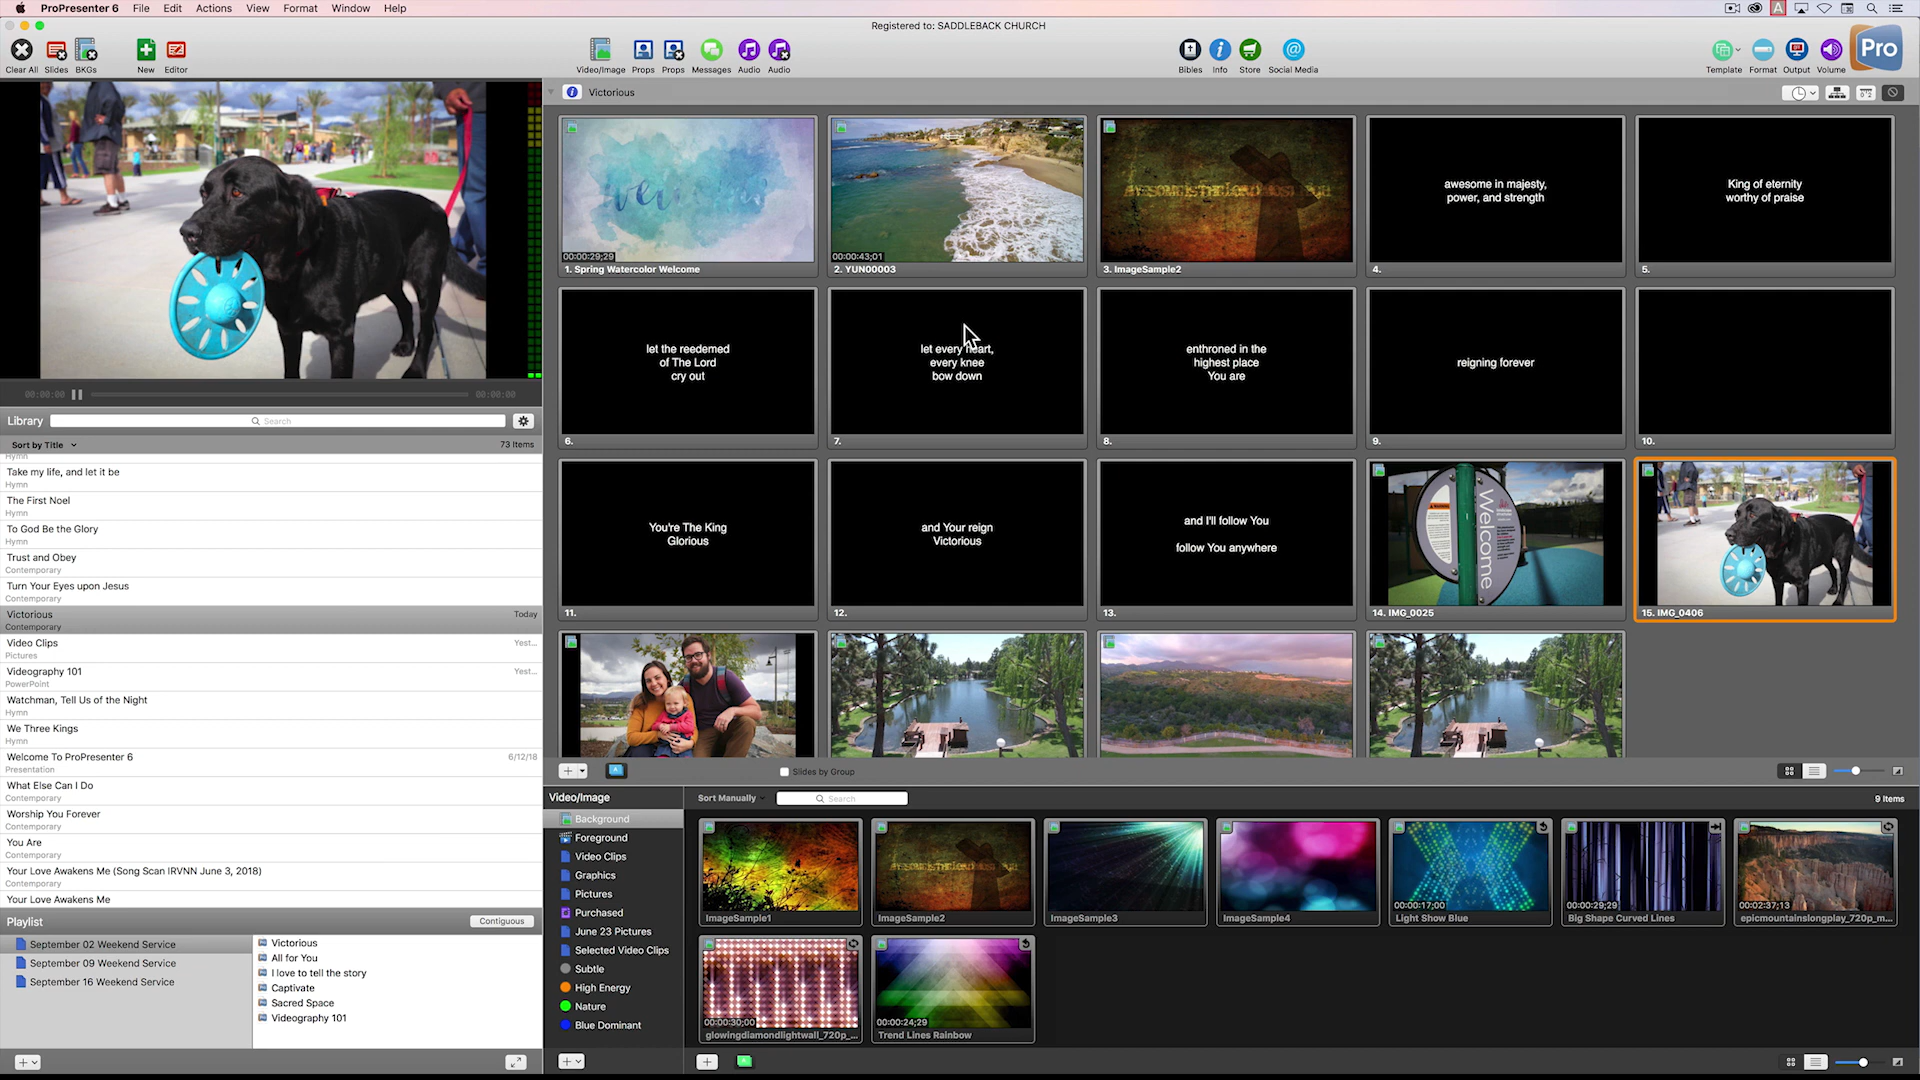 ProPresenter 6 File Edit Actions View Format Window Help
Registered to: SADDLEBACK CHURCH
Clear All Slides BKGs New Editor Video/Image Props Props Messages Audio Audio Bibles Info Store Social Media Template Format Output Volume Pro
Victorious
00:00:29;29
1. Spring Watercolor Welcome
00:00:43;01
2. YUN00003
3. ImageSample2
awesome in majesty,
power, and strength
4.
King of eternity
worthy of praise
5.
let the reedemed
of The Lord
cry out
6.
let every heart,
every knee
bow down
7.
enthroned in the
highest place
You are
8.
reigning forever
9.
10.
You're The King
Glorious
11.
and Your reign
Victorious
12.
and I'll follow You
follow You anywhere
13.
Welcome
14. IMG_0025
15. IMG_0406
Slides by Group
00:00:00 00:00:00
Library Search
Sort by Title 73 Items
Hymn
Take my life, and let it be
Hymn
The First Noel
Hymn
To God Be the Glory
Hymn
Trust and Obey
Contemporary
Turn Your Eyes upon Jesus
Contemporary
Victorious Today
Contemporary
Video Clips Yest...
Pictures
Videography 101 Yest...
PowerPoint
Watchman, Tell Us of the Night
Hymn
We Three Kings
Hymn
Welcome To ProPresenter 6 6/12/18
Presentation
What Else Can I Do
Contemporary
Worship You Forever
Contemporary
You Are
Contemporary
Your Love Awakens Me (Song Scan IRVNN June 3, 2018)
Contemporary
Your Love Awakens Me
Playlist Contiguous
September 02 Weekend Service
September 09 Weekend Service
September 16 Weekend Service
Victorious
All for You
I love to tell the story
Captivate
Sacred Space
Videography 101
Video/Image
Background
Foreground
Video Clips
Graphics
Pictures
Purchased
June 23 Pictures
Selected Video Clips
Subtle
High Energy
Nature
Blue Dominant
Sort Manually Search 9 Items
ImageSample1
ImageSample2
ImageSample3
ImageSample4
00:00:17;00
Light Show Blue
00:00:29;29
Big Shape Curved Lines
00:02:37;13
epicmountainslongplay_720p_m...
00:00:30;00
glowingdiamondlightwall_720p_...
00:00:24;29
Trend Lines Rainbow